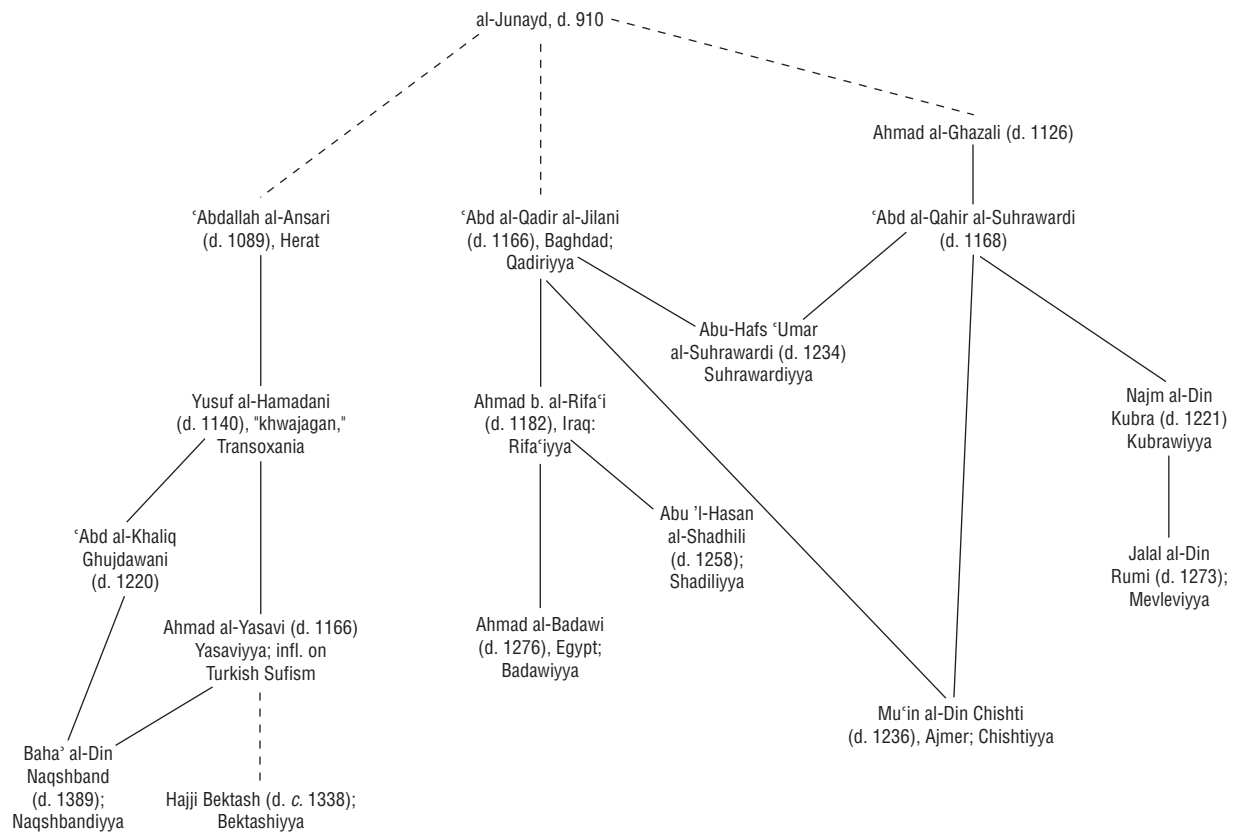 al-Junayd, d. 910
Ahmad al-Ghazali (d. 1126)
ʿAbdallah al-Ansari
(d. 1089), Herat
ʿAbd al-Qadir al-Jilani
(d. 1166), Baghdad;
Qadiriyya
ʿAbd al-Qahir al-Suhrawardi
(d. 1168)
Abu-Hafs ʿUmar
al-Suhrawardi (d. 1234)
Suhrawardiyya
Yusuf al-Hamadani
(d. 1140), "khwajagan,"
Transoxania
Ahmad b. al-Rifaʿi
(d. 1182), Iraq:
Rifaʿiyya
Najm al-Din
Kubra (d. 1221)
Kubrawiyya
ʿAbd al-Khaliq
Ghujdawani
(d. 1220)
Abu ’l-Hasan
al-Shadhili
(d. 1258);
Shadiliyya
Jalal al-Din
Rumi (d. 1273);
Mevleviyya
Ahmad al-Yasavi (d. 1166)
Yasaviyya; infl. on
Turkish Sufism
Ahmad al-Badawi
(d. 1276), Egypt;
Badawiyya
Muʿin al-Din Chishti
(d. 1236), Ajmer; Chishtiyya
Bahaʾ al-Din
Naqshband
(d. 1389);
Naqshbandiyya
Hajji Bektash (d. c. 1338);
Bektashiyya